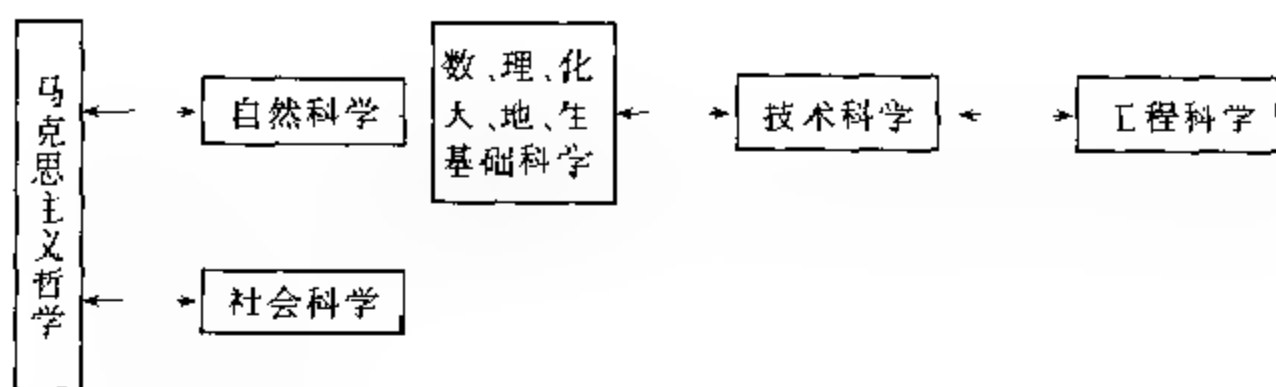 马克思主义哲学
自然科学
数、理、化
天、地、生
基础科学
技术科学
工程科学
社会科学